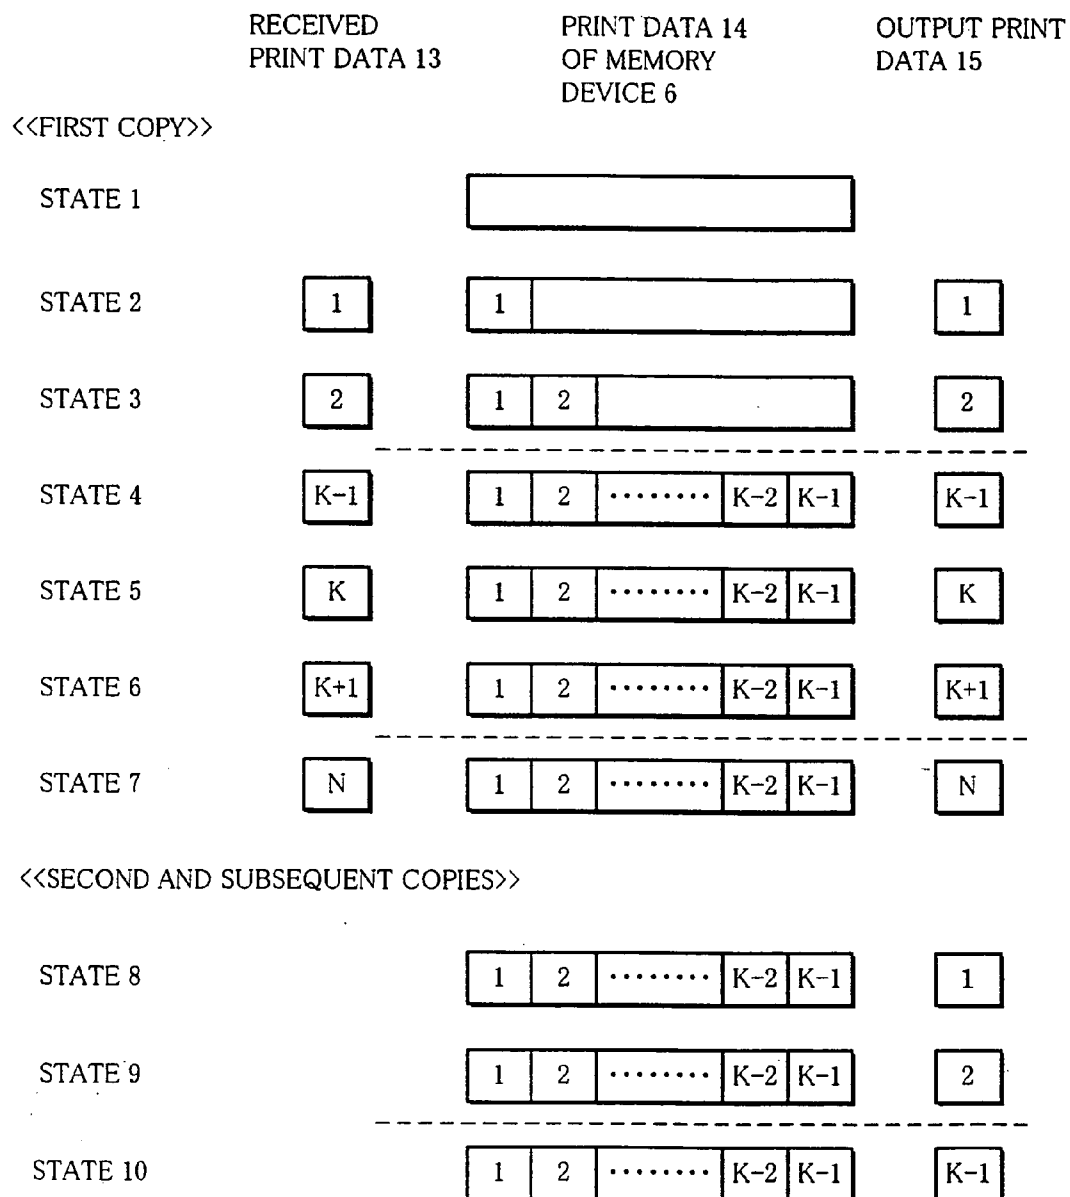 RECEIVED PRINT DATA 13
PRINT DATA 14 OF MEMORY DEVICE 6
OUTPUT PRINT DATA 15
<<FIRST COPY>>
STATE 1
STATE 2 1 1 1
STATE 3 2 1 2 2
STATE 4 K-1 1 2 ········ K-2 K-1 K-1
STATE 5 K 1 2 ········ K-2 K-1 K
STATE 6 K+1 1 2 ········ K-2 K-1 K+1
STATE 7 N 1 2 ········ K-2 K-1 N
<<SECOND AND SUBSEQUENT COPIES>>
STATE 8 1 2 ········ K-2 K-1 1
STATE 9 1 2 ········ K-2 K-1 2
STATE 10 1 2 ········ K-2 K-1 K-1